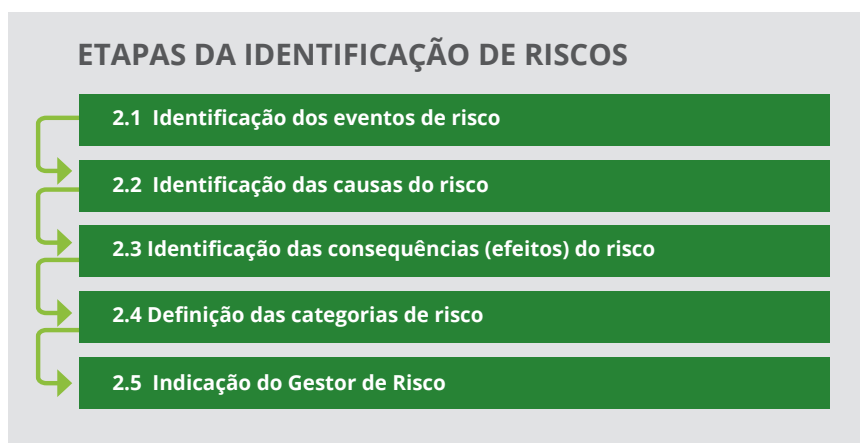 ETAPAS DA IDENTIFICAÇÃO DE RISCOS
2.1 Identificação dos eventos de risco
2.2 Identificação das causas do risco
2.3 Identificação das consequências (efeitos) do risco
2.4 Definição das categorias de risco
2.5 Indicação do Gestor de Risco